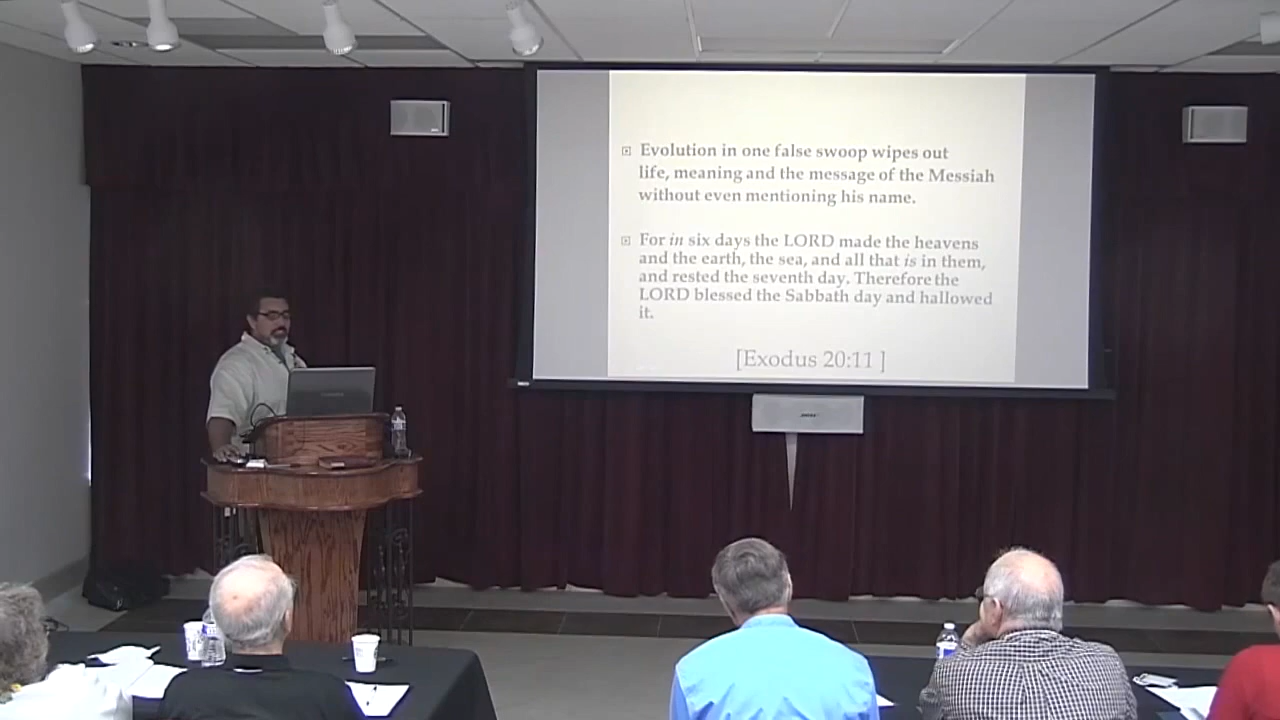 Evolution in one false swoop wipes out
life, meaning and the message of the Messiah
without even mentioning his name.
For in six days the LORD made the heavens
and the earth, the sea, and all that is in them,
and rested the seventh day. Therefore the
LORD blessed the Sabbath day and hallowed
it.
[Exodus 20:11 ]